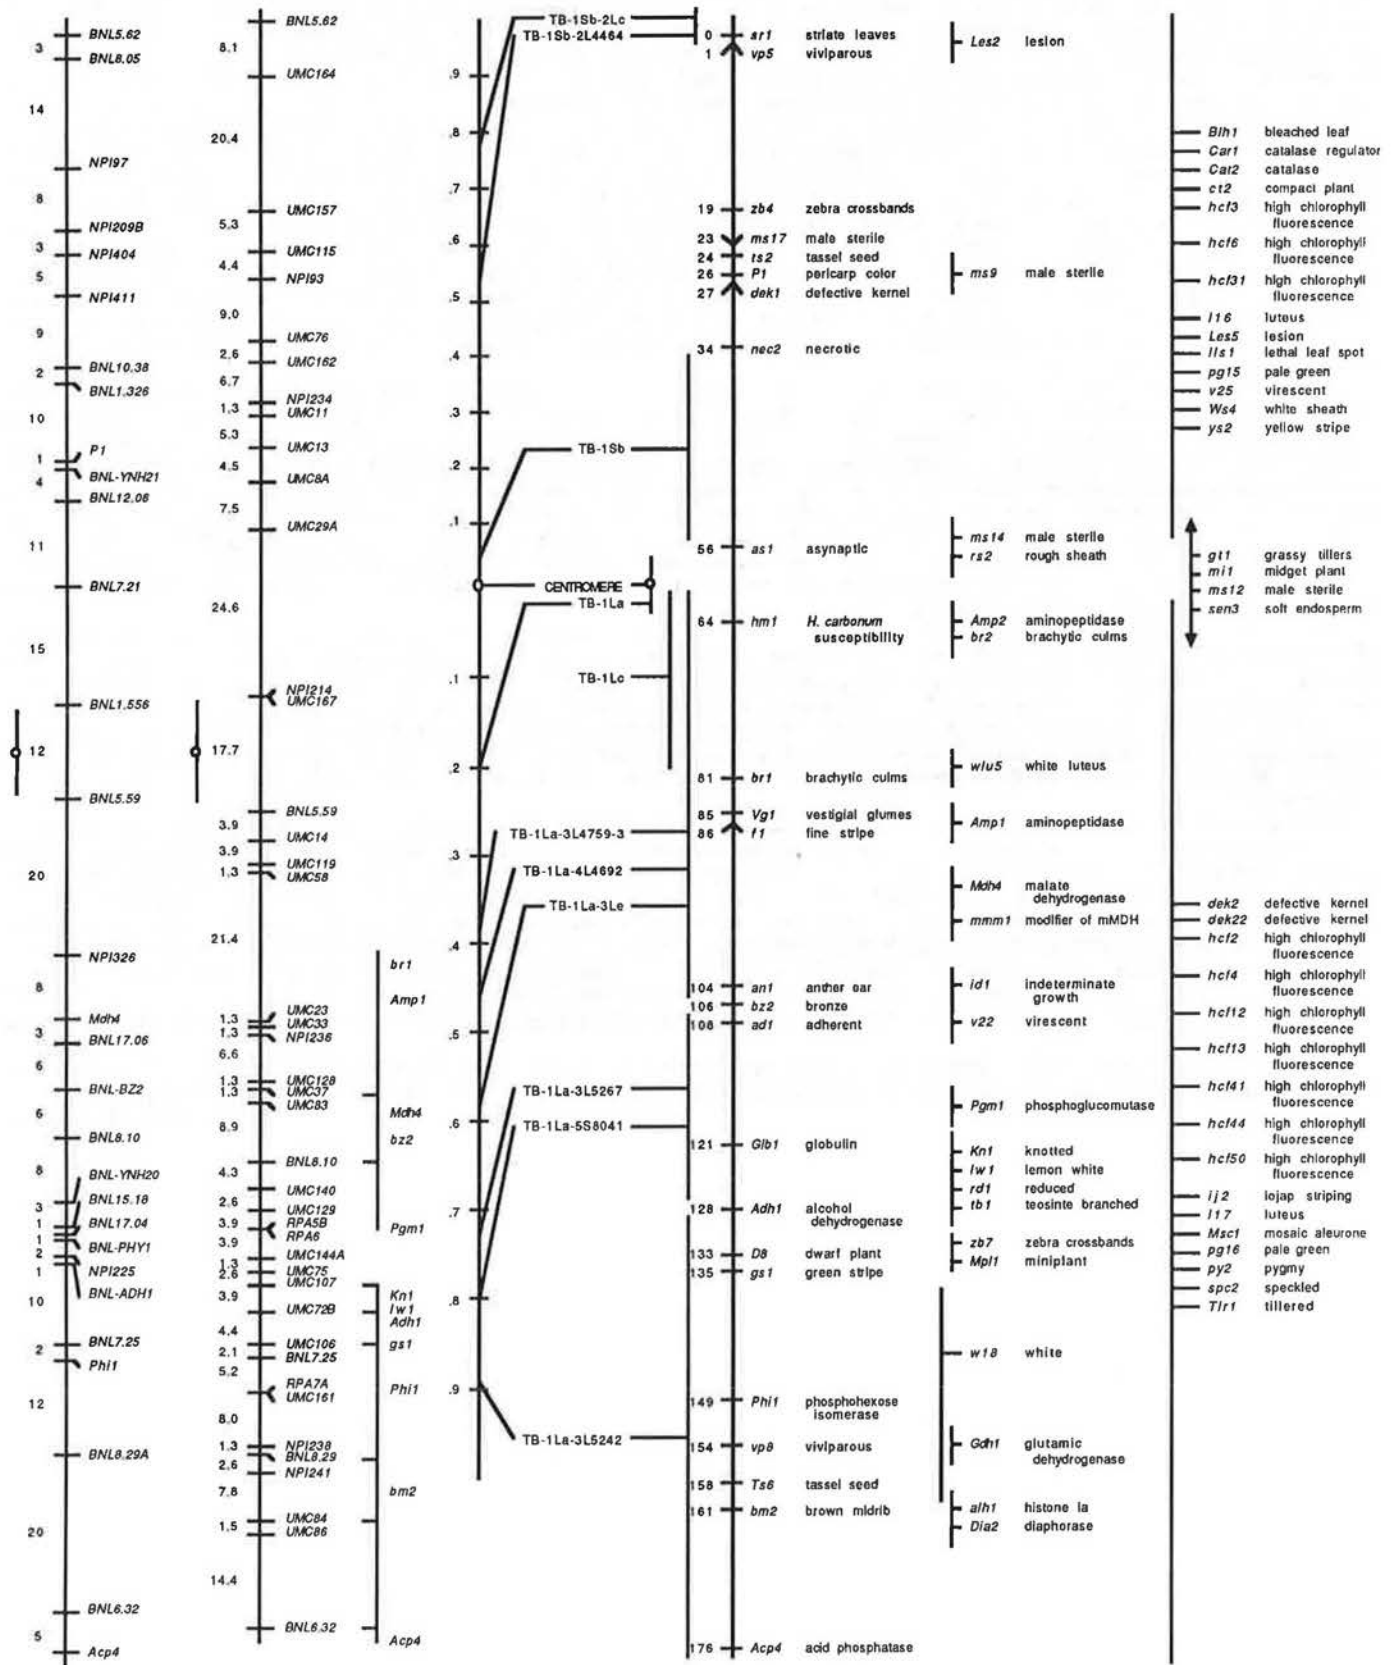 BNL5.62
3
BNL8.05
14
NPI97
8
NPI209B
3
NPI404
5
NPI411
9
BNL10.38
2
BNL1.326
10
P1
1
BNL-YNH21
4
BNL12.06
11
BNL7.21
15
BNL1.556
12
BNL5.59
20
NPI326
8
Mdh4
3
BNL17.06
6
BNL-BZ2
6
BNL8.10
8
BNL-YNH20
3
BNL15.18
1
BNL17.04
1
BNL-PHY1
2
NPI225
1
BNL-ADH1
10
BNL7.25
2
Phi1
12
BNL8.29A
20
BNL6.32
5
Acp4
BNL5.62
8.1
UMC164
20.4
UMC157
5.3
UMC115
4.4
NPI93
9.0
UMC76
2.6
UMC162
6.7
NPI234
1.3
UMC11
5.3
UMC13
4.5
UMC8A
7.5
UMC29A
24.6
NPI214
UMC167
17.7
BNL5.59
3.9
UMC14
3.9
UMC119
1.3
UMC58
21.4
UMC23
1.3
UMC33
1.3
NPI236
6.6
UMC128
1.3
UMC37
1.3
UMC83
8.9
BNL8.10
4.3
UMC140
2.6
UMC129
3.9
RPA5B
RPA6
3.9
UMC144A
1.3
UMC75
2.6
UMC107
3.9
UMC72B
4.4
UMC106
2.1
BNL7.25
5.2
RPA7A
UMC161
8.0
NPI238
1.3
BNL8.29
2.6
NPI241
7.8
UMC84
1.5
UMC86
14.4
BNL6.32
br1
Amp1
Mdh4
bz2
Pgm1
Kn1
lw1
Adh1
gs1
Phi1
bm2
Acp4
.9
.8
.7
.6
.5
.4
.3
.2
.1
.1
.2
.3
.4
.5
.6
.7
.8
.9
TB-1Sb-2Lc
TB-1Sb-2L4464
TB-1Sb
CENTROMERE
TB-1La
TB-1Lc
TB-1La-3L4759-3
TB-1La-4L4692
TB-1La-3Le
TB-1La-3L5267
TB-1La-5S8041
TB-1La-3L5242
0 sr1 striate leaves
1 vp5 viviparous
19 zb4 zebra crossbands
23 ms17 male sterile
24 ts2 tassel seed
26 P1 pericarp color
27 dek1 defective kernel
34 nec2 necrotic
56 as1 asynaptic
64 hm1 H. carbonum
susceptibility
81 br1 brachytic culms
85 Vg1 vestigial glumes
86 f1 fine stripe
104 an1 anther ear
106 bz2 bronze
108 ad1 adherent
121 Glb1 globulin
128 Adh1 alcohol
dehydrogenase
133 D8 dwarf plant
135 gs1 green stripe
149 Phi1 phosphohexose
isomerase
154 vp8 viviparous
158 Ts6 tassel seed
161 bm2 brown midrib
176 Acp4 acid phosphatase
Les2 lesion
ms9 male sterile
ms14 male sterile
rs2 rough sheath
Amp2 aminopeptidase
br2 brachytic culms
wlu5 white luteus
Amp1 aminopeptidase
Mdh4 malate
dehydrogenase
mmm1 modifier of mMDH
id1 indeterminate
growth
v22 virescent
Pgm1 phosphoglucomutase
Kn1 knotted
lw1 lemon white
rd1 reduced
tb1 teosinte branched
zb7 zebra crossbands
Mpl1 miniplant
w18 white
Gdh1 glutamic
dehydrogenase
alh1 histone Ia
Dia2 diaphorase
Blh1 bleached leaf
Car1 catalase regulator
Cat2 catalase
ct2 compact plant
hcf3 high chlorophyll
fluorescence
hcf6 high chlorophyll
fluorescence
hcf31 high chlorophyll
fluorescence
l16 luteus
Les5 lesion
lls1 lethal leaf spot
pg15 pale green
v25 virescent
Ws4 white sheath
ys2 yellow stripe
gt1 grassy tillers
mi1 midget plant
ms12 male sterile
sen3 soft endosperm
dek2 defective kernel
dek22 defective kernel
hcf2 high chlorophyll
fluorescence
hcf4 high chlorophyll
fluorescence
hcf12 high chlorophyll
fluorescence
hcf13 high chlorophyll
fluorescence
hcf41 high chlorophyll
fluorescence
hcf44 high chlorophyll
fluorescence
hcf50 high chlorophyll
fluorescence
ij2 iojap striping
l17 luteus
Msc1 mosaic aleurone
pg16 pale green
py2 pygmy
spc2 speckled
Tlr1 tillered